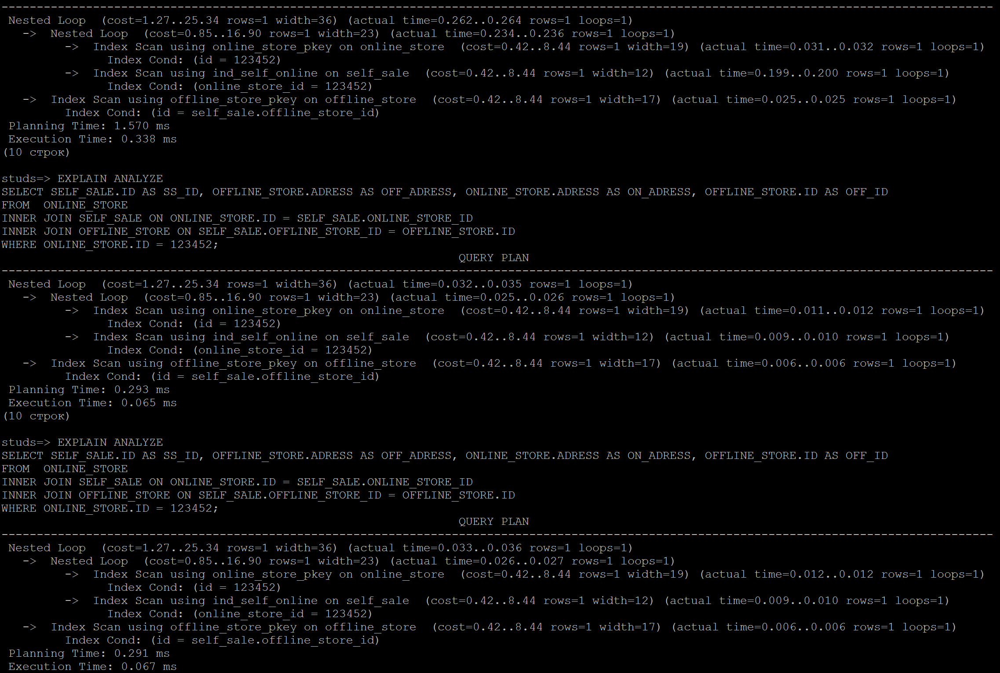 --------------------------------------------------------------------------------------------------------------------------------------------
 Nested Loop  (cost=1.27..25.34 rows=1 width=36) (actual time=0.262..0.264 rows=1 loops=1)
   ->  Nested Loop  (cost=0.85..16.90 rows=1 width=23) (actual time=0.234..0.236 rows=1 loops=1)
         ->  Index Scan using online_store_pkey on online_store  (cost=0.42..8.44 rows=1 width=19) (actual time=0.031..0.032 rows=1 loops=1)
               Index Cond: (id = 123452)
         ->  Index Scan using ind_self_online on self_sale  (cost=0.42..8.44 rows=1 width=12) (actual time=0.199..0.200 rows=1 loops=1)
               Index Cond: (online_store_id = 123452)
   ->  Index Scan using offline_store_pkey on offline_store  (cost=0.42..8.44 rows=1 width=17) (actual time=0.025..0.025 rows=1 loops=1)
         Index Cond: (id = self_sale.offline_store_id)
 Planning Time: 1.570 ms
 Execution Time: 0.338 ms
(10 строк)

studs=> EXPLAIN ANALYZE
SELECT SELF_SALE.ID AS SS_ID, OFFLINE_STORE.ADRESS AS OFF_ADRESS, ONLINE_STORE.ADRESS AS ON_ADRESS, OFFLINE_STORE.ID AS OFF_ID
FROM  ONLINE_STORE
INNER JOIN SELF_SALE ON ONLINE_STORE.ID = SELF_SALE.ONLINE_STORE_ID
INNER JOIN OFFLINE_STORE ON SELF_SALE.OFFLINE_STORE_ID = OFFLINE_STORE.ID
WHERE ONLINE_STORE.ID = 123452;
                                                                 QUERY PLAN
--------------------------------------------------------------------------------------------------------------------------------------------
 Nested Loop  (cost=1.27..25.34 rows=1 width=36) (actual time=0.032..0.035 rows=1 loops=1)
   ->  Nested Loop  (cost=0.85..16.90 rows=1 width=23) (actual time=0.025..0.026 rows=1 loops=1)
         ->  Index Scan using online_store_pkey on online_store  (cost=0.42..8.44 rows=1 width=19) (actual time=0.011..0.012 rows=1 loops=1)
               Index Cond: (id = 123452)
         ->  Index Scan using ind_self_online on self_sale  (cost=0.42..8.44 rows=1 width=12) (actual time=0.009..0.010 rows=1 loops=1)
               Index Cond: (online_store_id = 123452)
   ->  Index Scan using offline_store_pkey on offline_store  (cost=0.42..8.44 rows=1 width=17) (actual time=0.006..0.006 rows=1 loops=1)
         Index Cond: (id = self_sale.offline_store_id)
 Planning Time: 0.293 ms
 Execution Time: 0.065 ms
(10 строк)

studs=> EXPLAIN ANALYZE
SELECT SELF_SALE.ID AS SS_ID, OFFLINE_STORE.ADRESS AS OFF_ADRESS, ONLINE_STORE.ADRESS AS ON_ADRESS, OFFLINE_STORE.ID AS OFF_ID
FROM  ONLINE_STORE
INNER JOIN SELF_SALE ON ONLINE_STORE.ID = SELF_SALE.ONLINE_STORE_ID
INNER JOIN OFFLINE_STORE ON SELF_SALE.OFFLINE_STORE_ID = OFFLINE_STORE.ID
WHERE ONLINE_STORE.ID = 123452;
                                                                 QUERY PLAN
--------------------------------------------------------------------------------------------------------------------------------------------
 Nested Loop  (cost=1.27..25.34 rows=1 width=36) (actual time=0.033..0.036 rows=1 loops=1)
   ->  Nested Loop  (cost=0.85..16.90 rows=1 width=23) (actual time=0.026..0.027 rows=1 loops=1)
         ->  Index Scan using online_store_pkey on online_store  (cost=0.42..8.44 rows=1 width=19) (actual time=0.012..0.012 rows=1 loops=1)
               Index Cond: (id = 123452)
         ->  Index Scan using ind_self_online on self_sale  (cost=0.42..8.44 rows=1 width=12) (actual time=0.009..0.010 rows=1 loops=1)
               Index Cond: (online_store_id = 123452)
   ->  Index Scan using offline_store_pkey on offline_store  (cost=0.42..8.44 rows=1 width=17) (actual time=0.006..0.006 rows=1 loops=1)
         Index Cond: (id = self_sale.offline_store_id)
 Planning Time: 0.291 ms
 Execution Time: 0.067 ms